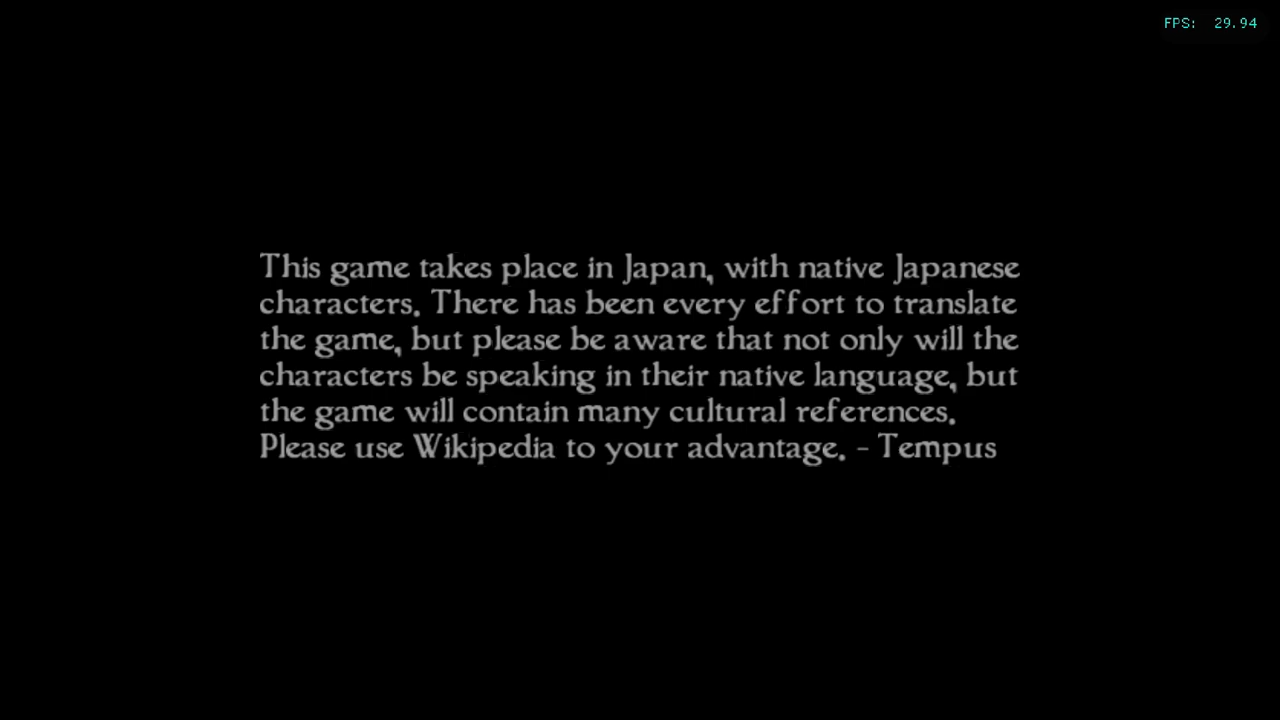 FPS: 29.94
This game takes place in Japan, with native Japanese
characters. There has been every effort to translate
the game, but please be aware that not only will the
characters be speaking in their native language, but
the game will contain many cultural references.
Please use Wikipedia to your advantage. - Tempus